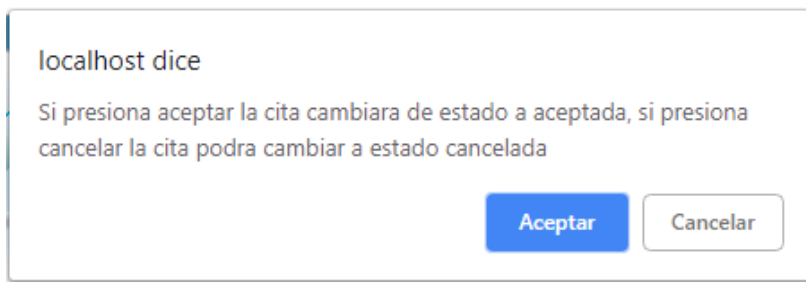 localhost dice
Si presiona aceptar la cita cambiara de estado a aceptada, si presiona
cancelar la cita podra cambiar a estado cancelada
Aceptar Cancelar